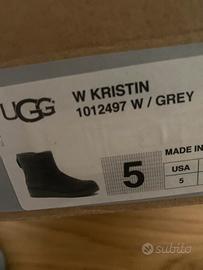 UGG
W KRISTIN
1012497 W / GREY
5
MADE IN
USA
5
subito